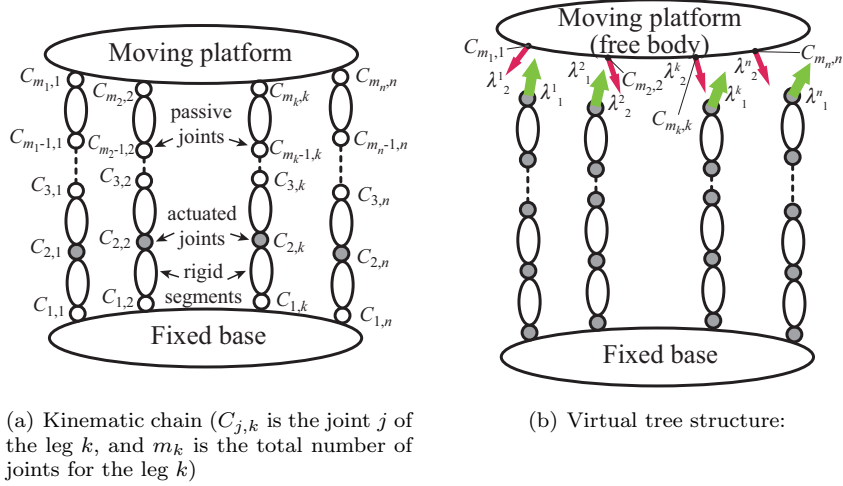 Moving platform
C_{m_1,1}
C_{m_2,2}
C_{m_k,k}
C_{m_n,n}
passive
joints
C_{m_1-1,1}
C_{m_2-1,2}
C_{m_k-1,k}
C_{m_n-1,n}
C_{3,1}
C_{3,2}
C_{3,k}
C_{3,n}
actuated
joints
C_{2,1}
C_{2,2}
C_{2,k}
C_{2,n}
rigid
segments
C_{1,1}
C_{1,2}
C_{1,k}
C_{1,n}
Fixed base
(a) Kinematic chain (C_{j,k} is the joint j of
the leg k, and m_k is the total number of
joints for the leg k)
Moving platform
(free body)
C_{m_1,1}
C_{m_2,2}
C_{m_k,k}
C_{m_n,n}
λ^1_2
λ^1_1
λ^2_1
λ^2_2
λ^k_2
λ^k_1
λ^n_2
λ^n_1
Fixed base
(b) Virtual tree structure: